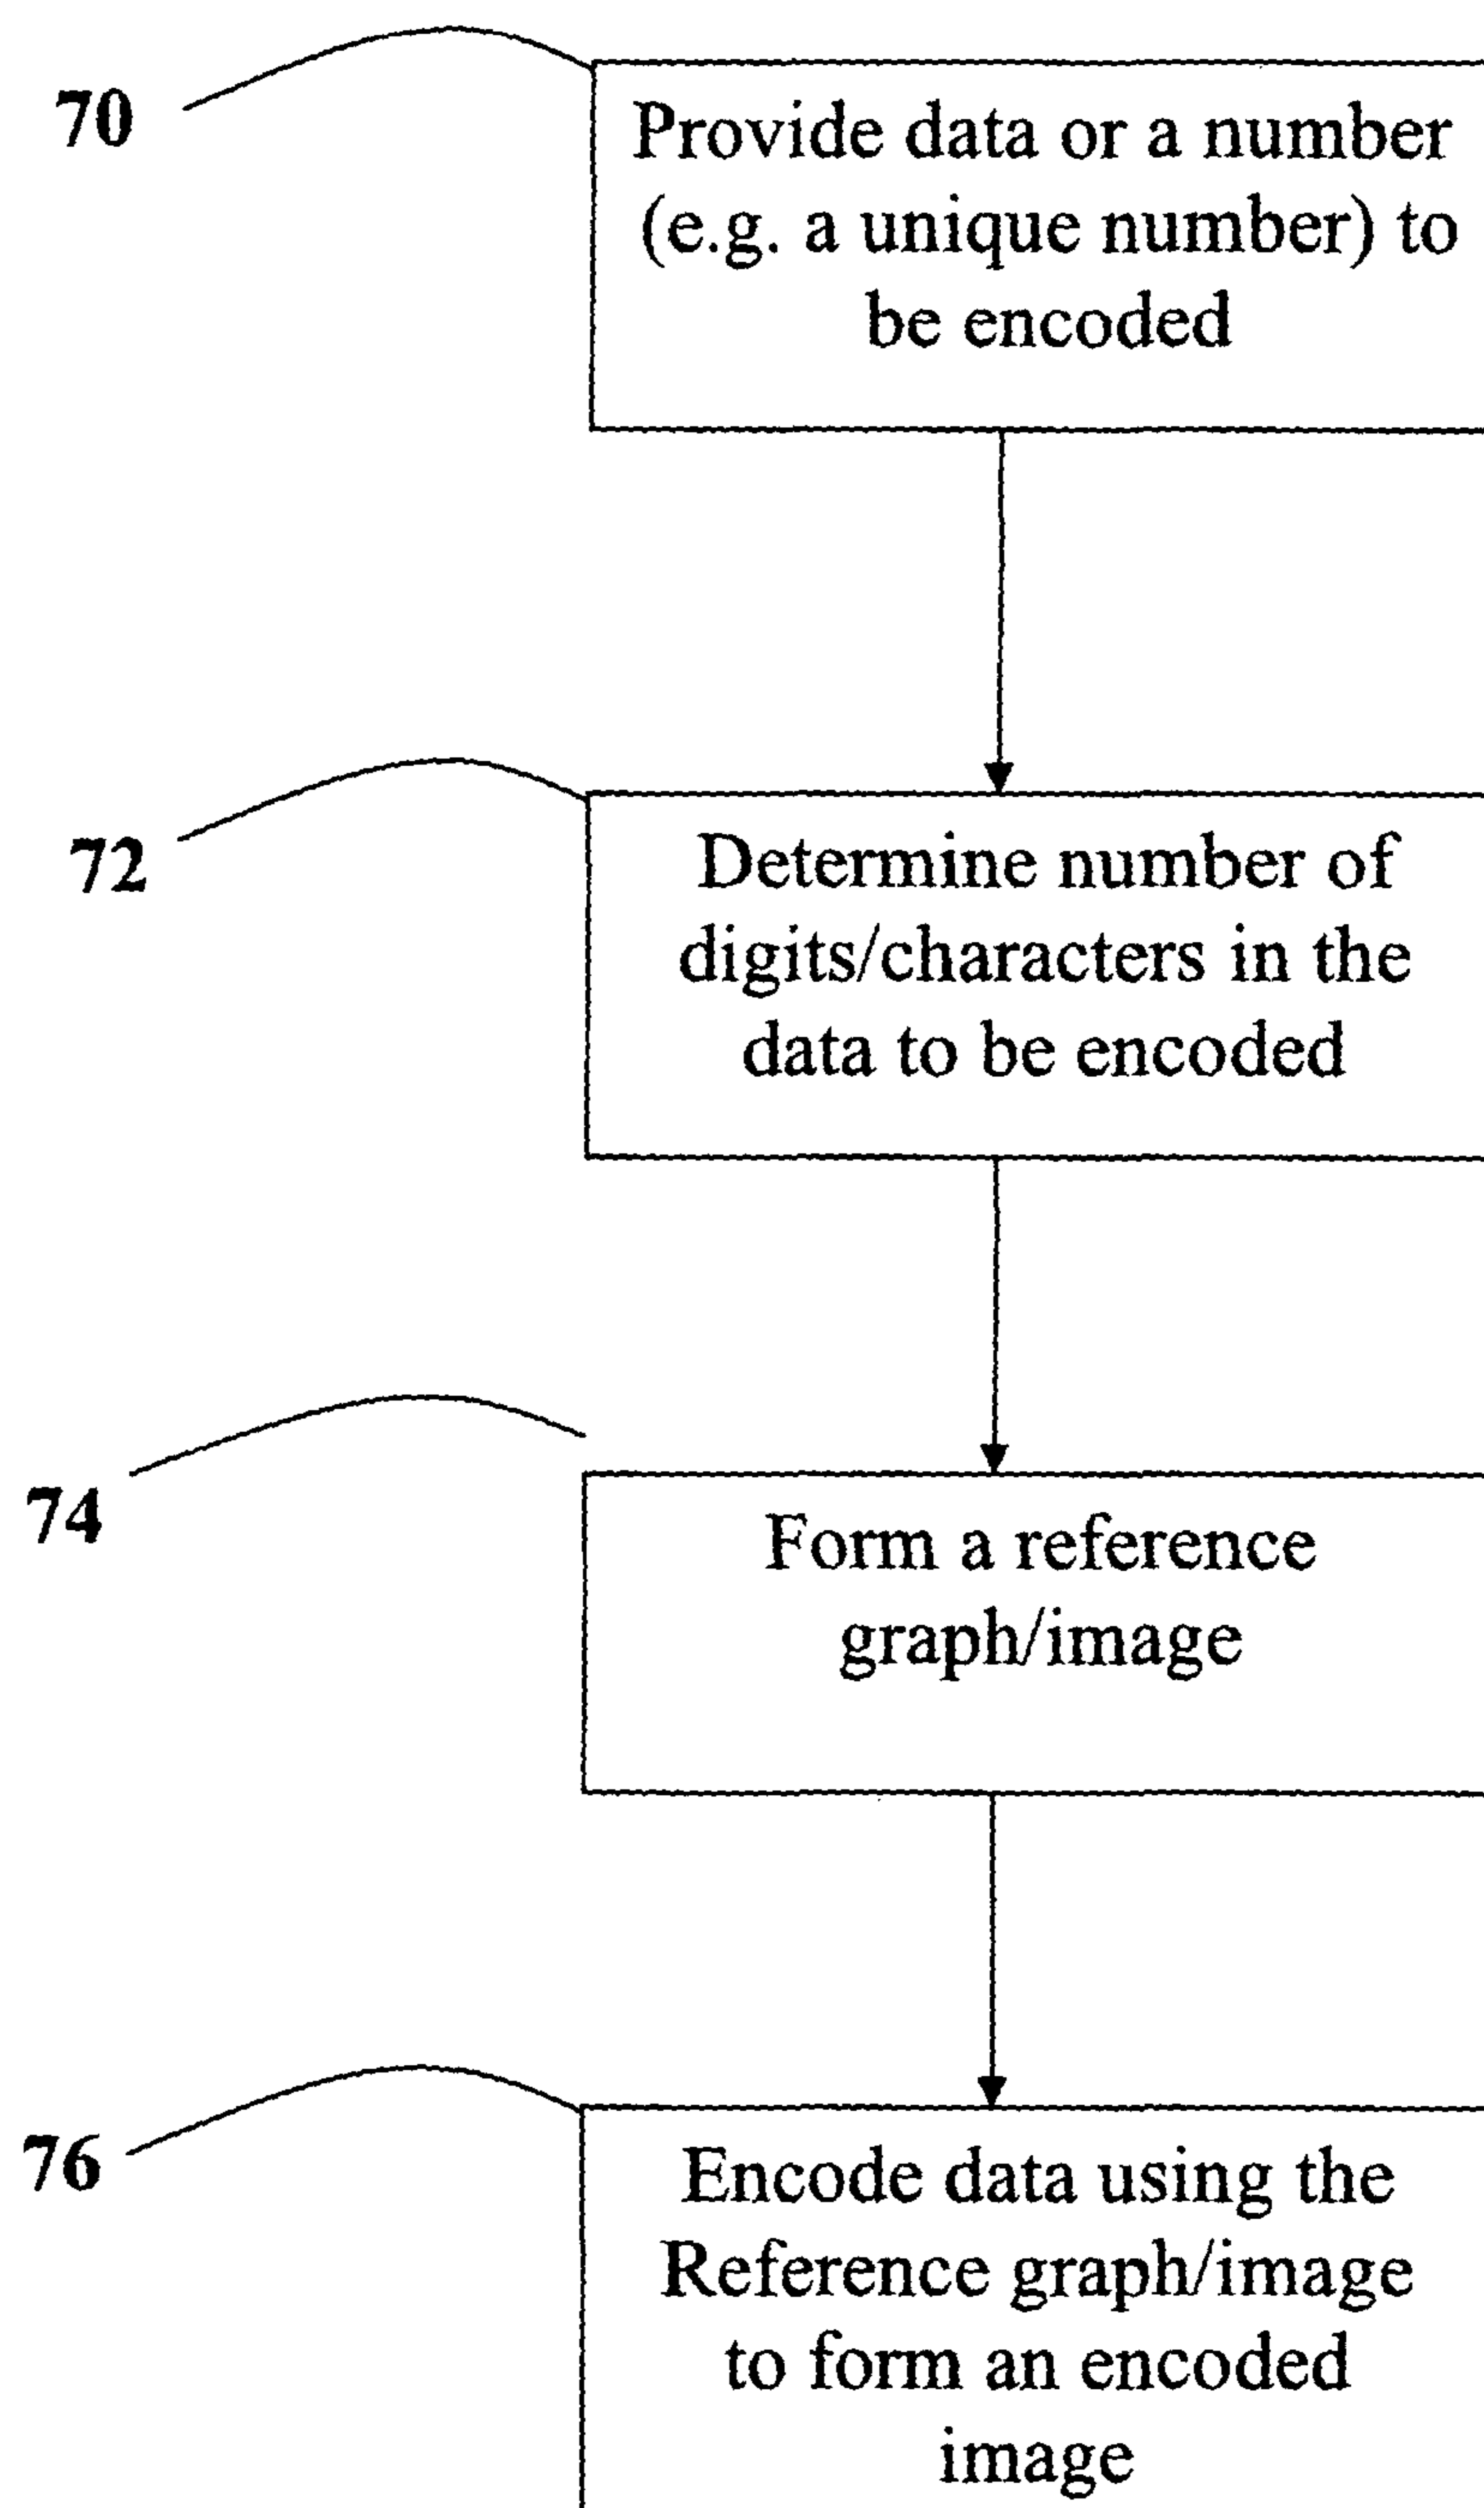 70
Provide data or a number
(e.g. a unique number) to
be encoded
72
Determine number of
digits/characters in the
data to be encoded
74
Form a reference
graph/image
76
Encode data using the
Reference graph/image
to form an encoded
image